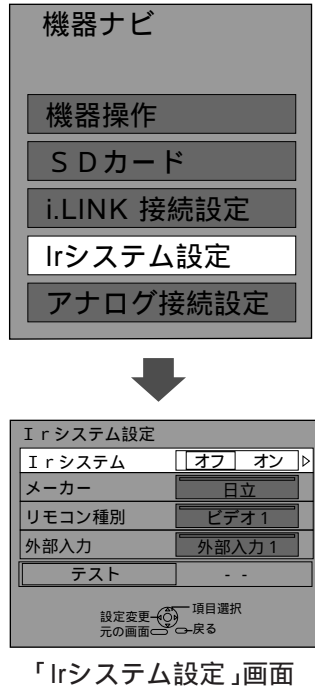 機器ナビ
機器操作
ＳＤカード
i.LINK 接続設定
Irシステム設定
アナログ接続設定
Ｉｒシステム設定
Ｉｒシステム オフ オン
メーカー 日立
リモコン種別 ビデオ１
外部入力 外部入力１
テスト - -
設定変更 項目選択
元の画面 戻る
「Irシステム設定」画面